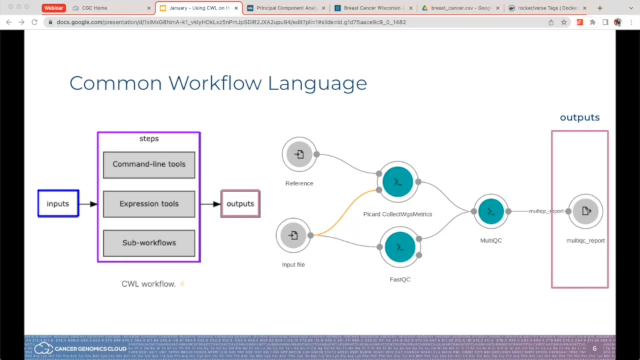 Webinar
CGC Home
January - Using CWL on t
Principal Component Anal
Breast Cancer Wisconsin
breast_cancer.csv - Google
rocker/verse Tags | Docker
Common Workflow Language
outputs
steps
Command-line tools
inputs
Expression tools
outputs
Sub-workflows
CWL workflow.
Reference
Picard CollectWgsMetrics
Input file
FastQC
MultiQC
multiqc_report
multiqc_report
CANCER GENOMICS CLOUD
6